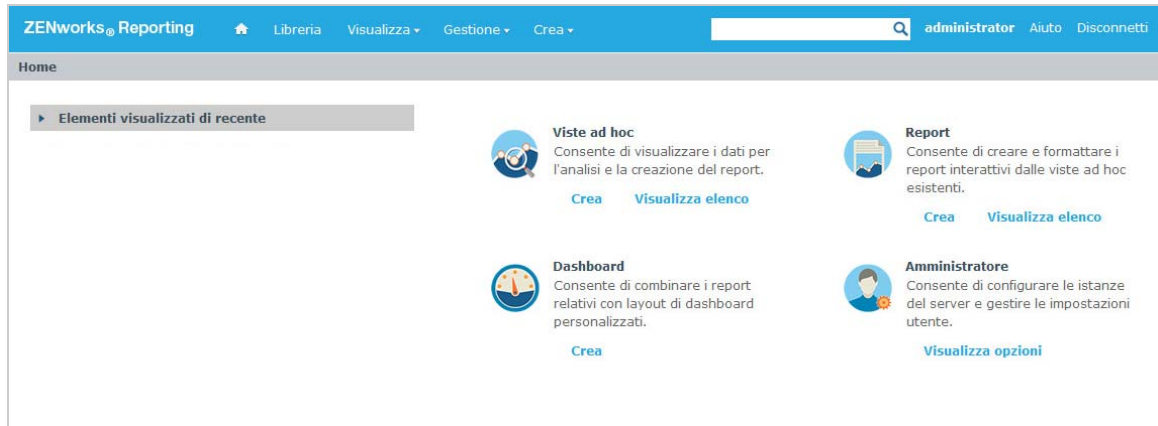 ZENworks® Reporting Libreria Visualizza Gestione Crea administrator Aiuto Disconnetti
Home
Elementi visualizzati di recente
Viste ad hoc
Consente di visualizzare i dati per
l'analisi e la creazione del report.
Crea Visualizza elenco
Report
Consente di creare e formattare i
report interattivi dalle viste ad hoc
esistenti.
Crea Visualizza elenco
Dashboard
Consente di combinare i report
relativi con layout di dashboard
personalizzati.
Crea
Amministratore
Consente di configurare le istanze
del server e gestire le impostazioni
utente.
Visualizza opzioni